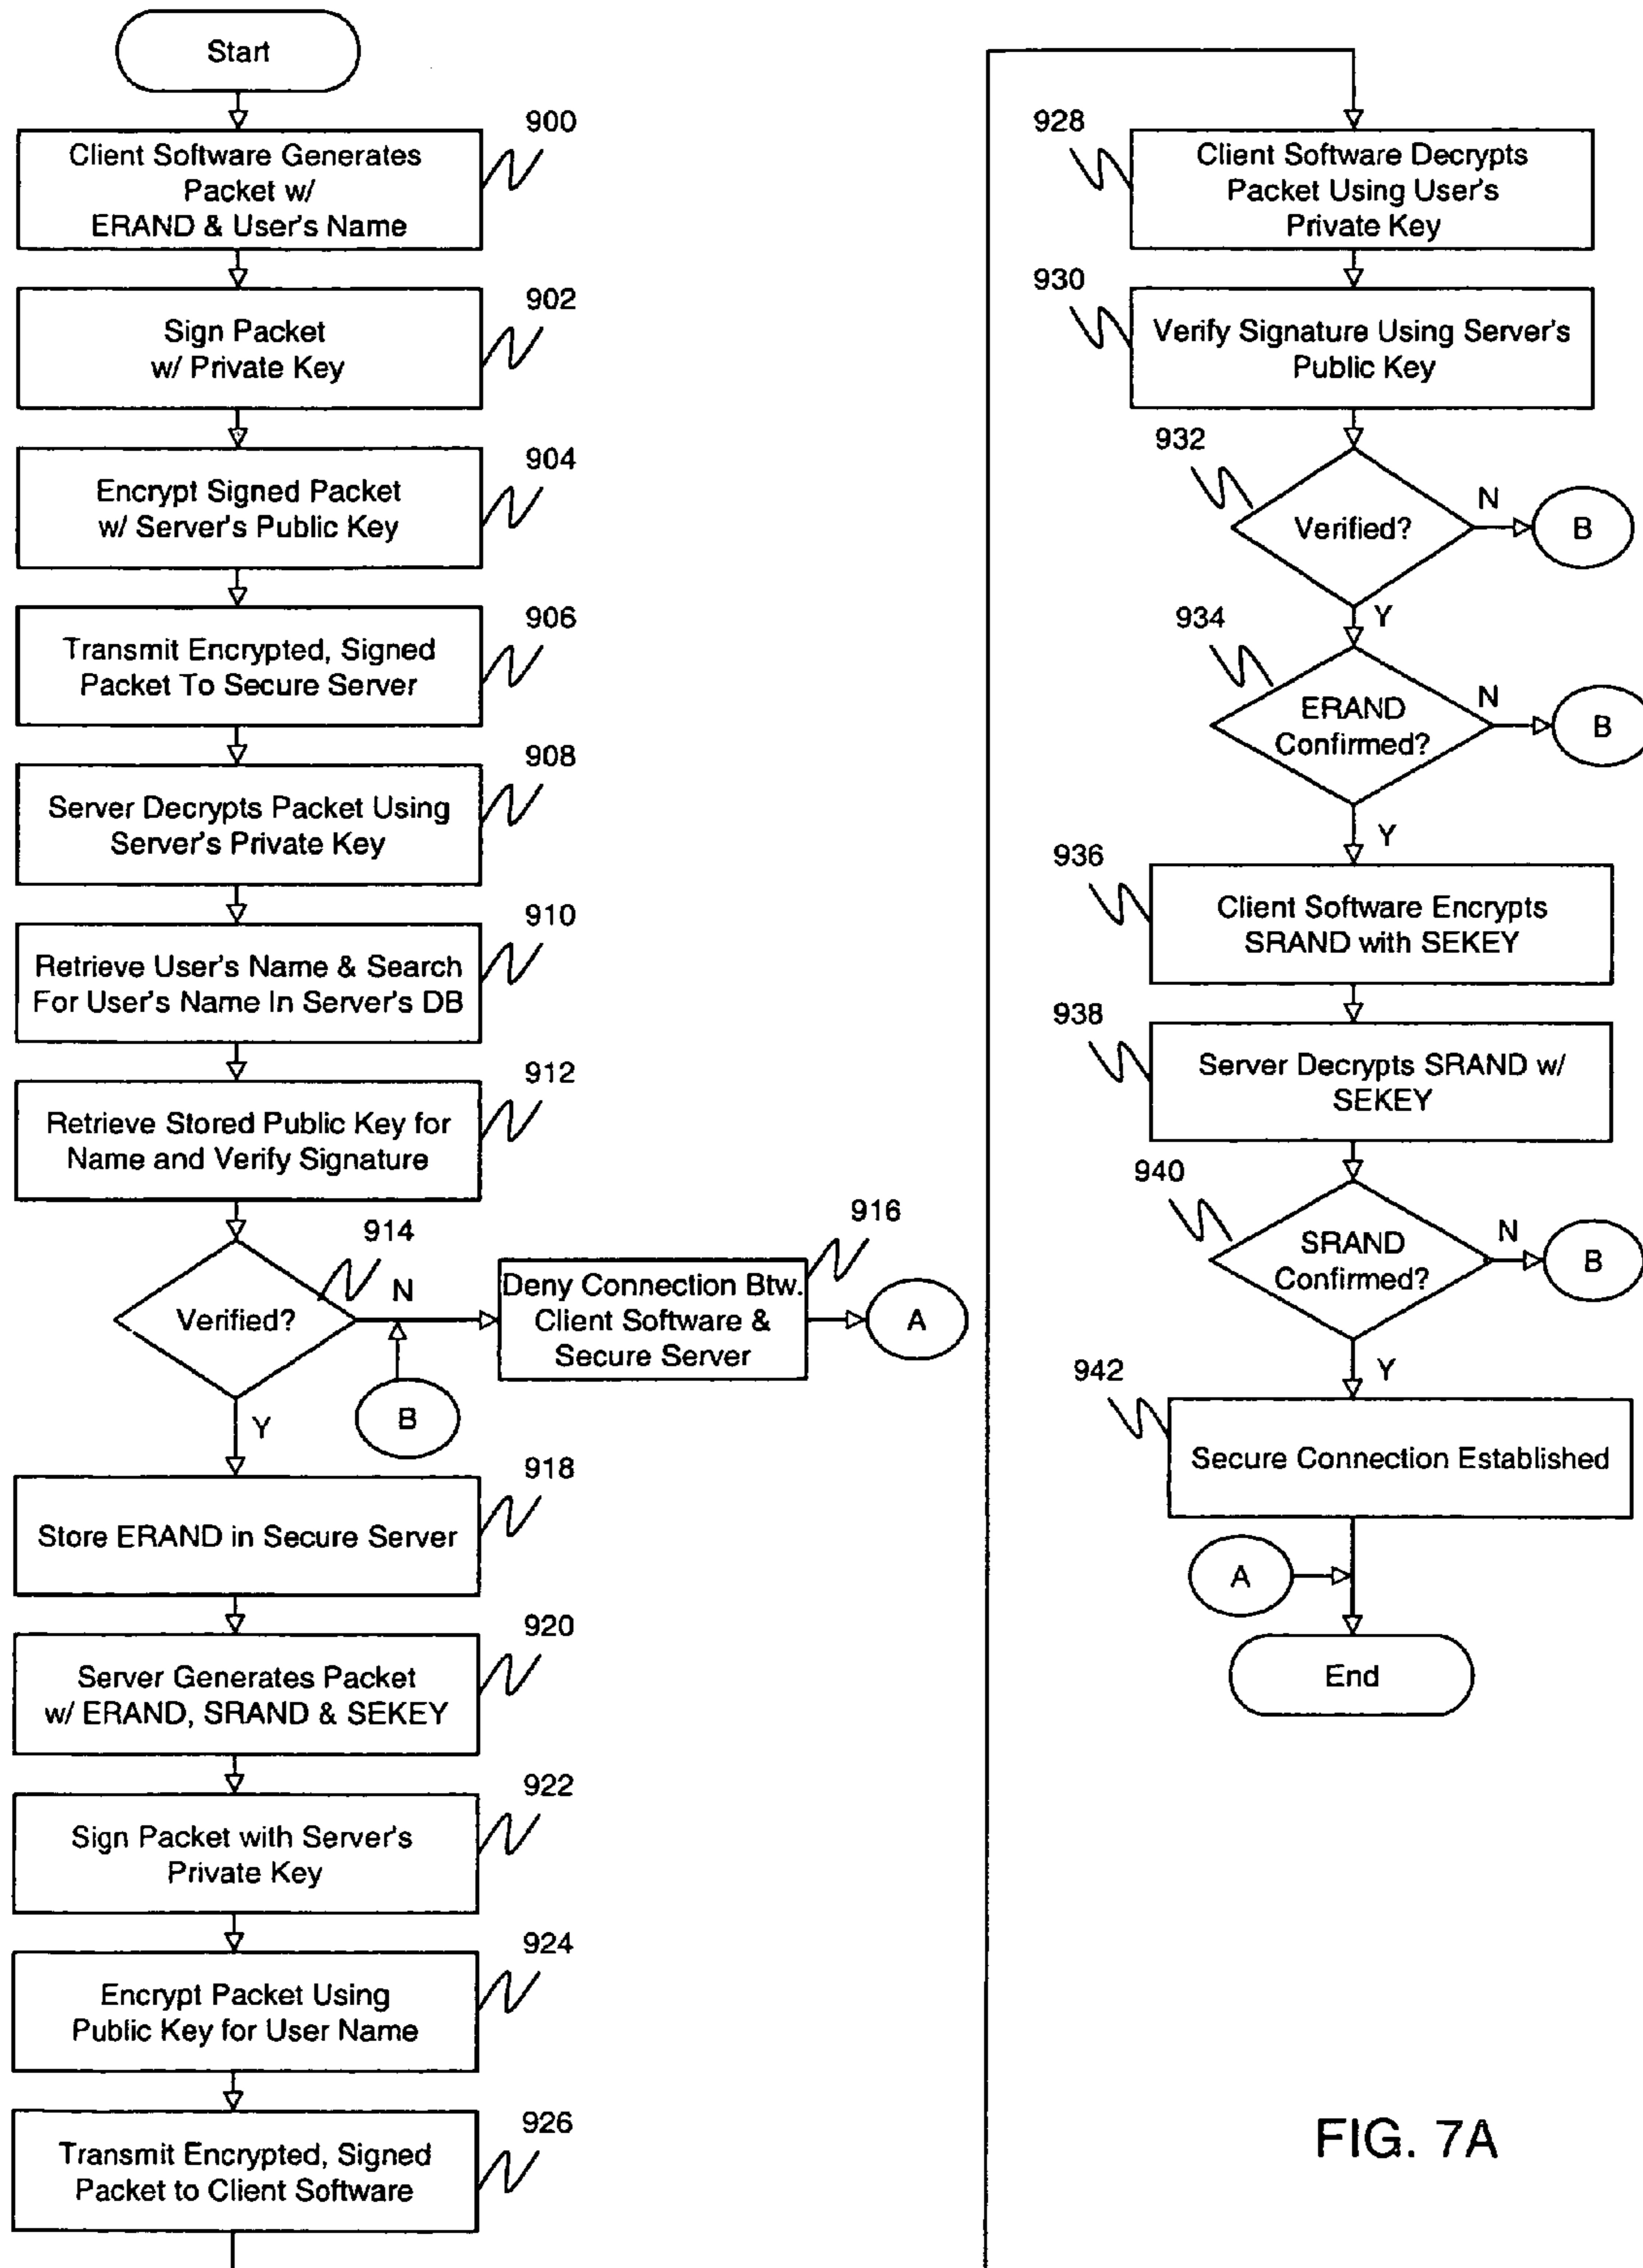 Start
900
Client Software Generates
Packet w/
ERAND & User's Name
902
Sign Packet
w/ Private Key
904
Encrypt Signed Packet
w/ Server's Public Key
906
Transmit Encrypted, Signed
Packet To Secure Server
908
Server Decrypts Packet Using
Server's Private Key
910
Retrieve User's Name & Search
For User's Name In Server's DB
912
Retrieve Stored Public Key for
Name and Verify Signature
914
Verified?
N
B
916
Deny Connection Btw.
Client Software &
Secure Server
A
Y
918
Store ERAND in Secure Server
920
Server Generates Packet
w/ ERAND, SRAND & SEKEY
922
Sign Packet with Server's
Private Key
924
Encrypt Packet Using
Public Key for User Name
926
Transmit Encrypted, Signed
Packet to Client Software
928
Client Software Decrypts
Packet Using User's
Private Key
930
Verify Signature Using Server's
Public Key
932
Verified?
N
B
Y
934
ERAND
Confirmed?
N
B
Y
936
Client Software Encrypts
SRAND with SEKEY
938
Server Decrypts SRAND w/
SEKEY
940
SRAND
Confirmed?
N
B
Y
942
Secure Connection Established
A
End
FIG. 7A